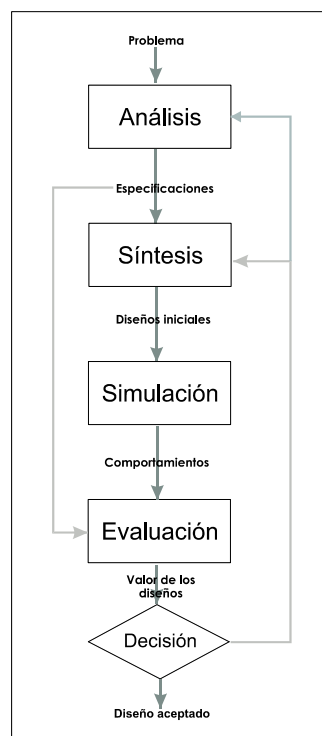 Problema
Análisis
Especificaciones
Síntesis
Diseños iniciales
Simulación
Comportamientos
Evaluación
Valor de los
diseños
Decisión
Diseño aceptado